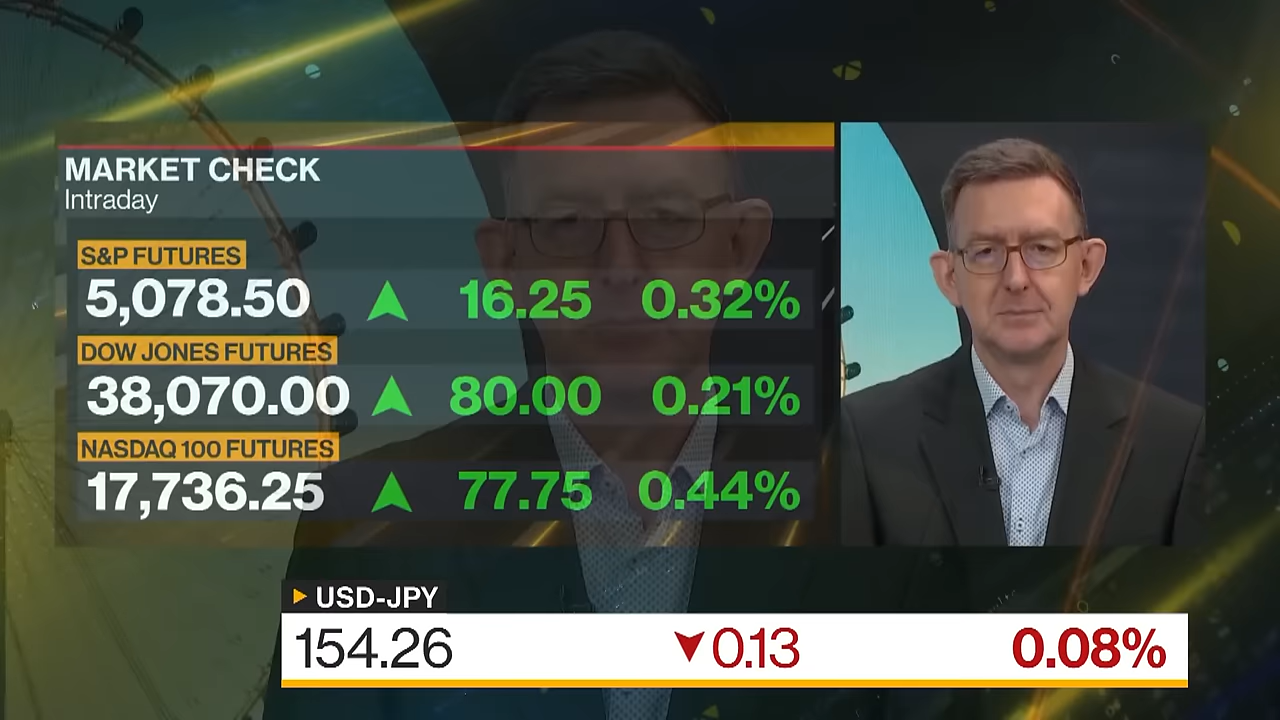 MARKET CHECK
Intraday
S&P FUTURES
5,078.50 ▲ 16.25 0.32%
DOW JONES FUTURES
38,070.00 ▲ 80.00 0.21%
NASDAQ 100 FUTURES
17,736.25 ▲ 77.75 0.44%
▶ USD-JPY
154.26 ▼0.13 0.08%